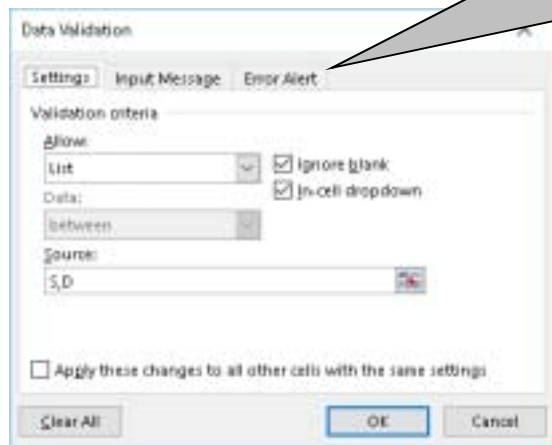 Data Validation
Settings Input Message Error Alert
Validation criteria
Allow:
List
Ignore blank
In-cell dropdown
Data:
between
Source:
S,D
Apply these changes to all other cells with the same settings
Clear All OK Cancel